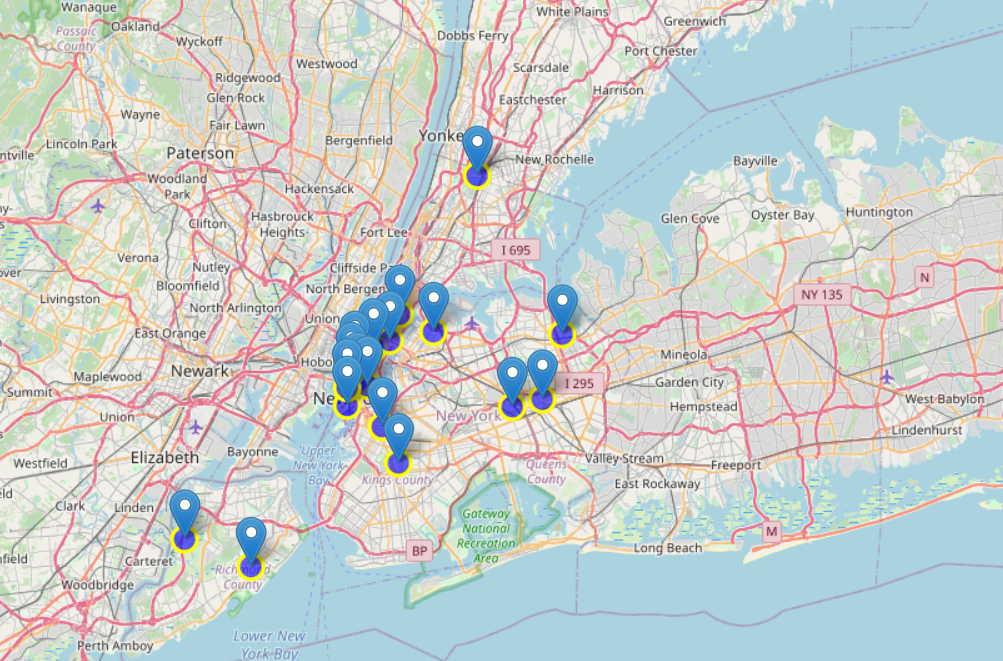 Wanaque
Oakland
White Plains
Greenwich
Passaic
County
Wyckoff
Dobbs Ferry
Port Chester
Westwood
Scarsdale
Ridgewood
Harrison
Glen Rock
Eastchester
Wayne
Fair Lawn
Lincoln Park
Bergenfield
Yonke
Paterson
New Rochelle
Bayville
Woodland
Park
Hackensack
Clifton
Hasbrouck
Heights
Fort Lee
Glen Cove
Oyster Bay
Huntington
I 695
Verona
Nutley
Cliffside Pa
N
Bloomfield
North Bergen
Livingston
North Arlington
NY 135
Union
East Orange
Hobo
Mineola
Newark
Maplewood
Garden City
I 295
Summit
Ne
West Babylon
Hempstead
Union
New York
Lindenhurst
Bayonne
Upper
New York
Bay
Elizabeth
Westfield
Valley Stream
Freeport
Queens
County
Kings County
East Rockaway
Clark
Linden
Gateway
National
Recreation
Area
M
BP
Long Beach
Carteret
Richmond
County
Woodbridge
Lower New
York Bay
Perth Amboy